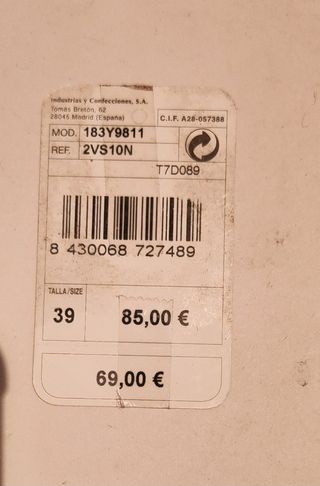 Industrias y Confecciones, S.A.
Tomás Bretón, 62
28045 Madrid (España)
C.I.F. A28-057388
MOD. 183Y9811
REF. 2VS10N
T7D089
8 430068 727489
TALLA/SIZE
39 85,00 €
69,00 €